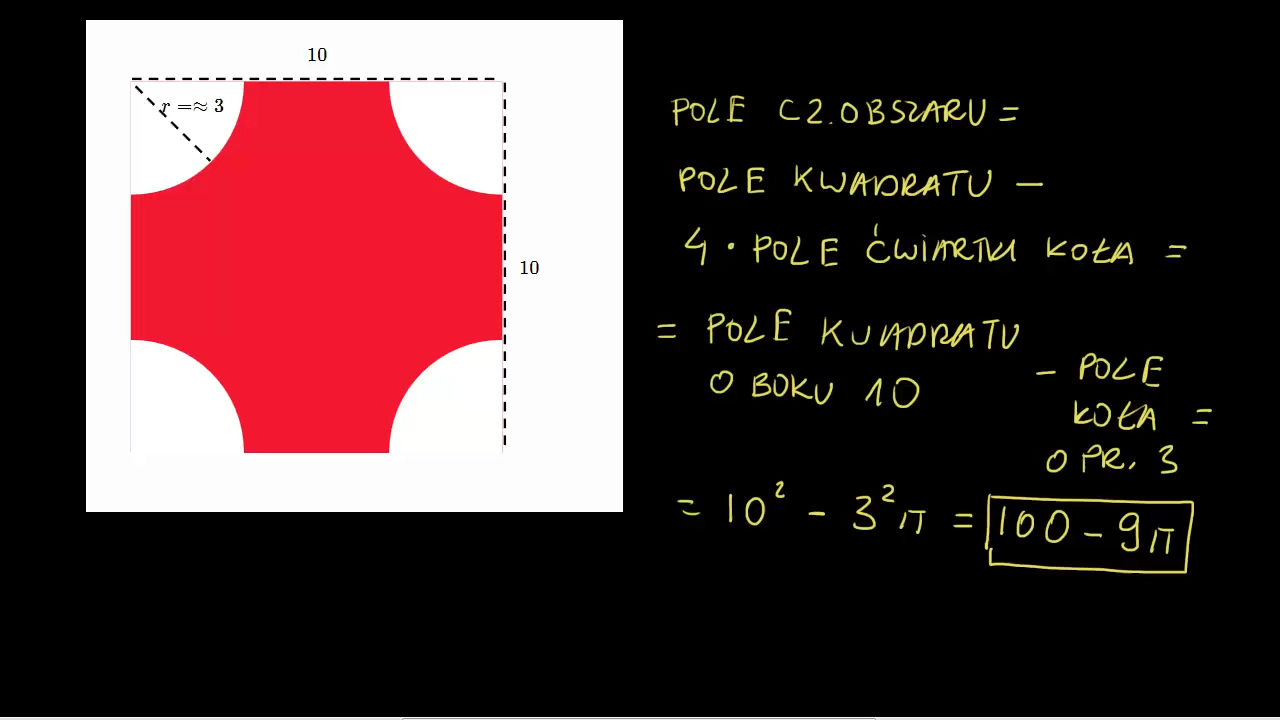 10
r =≈ 3
10
POLE CZ.OBSZARU =
POLE KWADRATU –
4 · POLE ĆWIARTKI KOŁA =
= POLE KWADRATU
O BOKU 10
– POLE
KOŁA =
O PR. 3
= 10² – 3²π = 100 – 9π